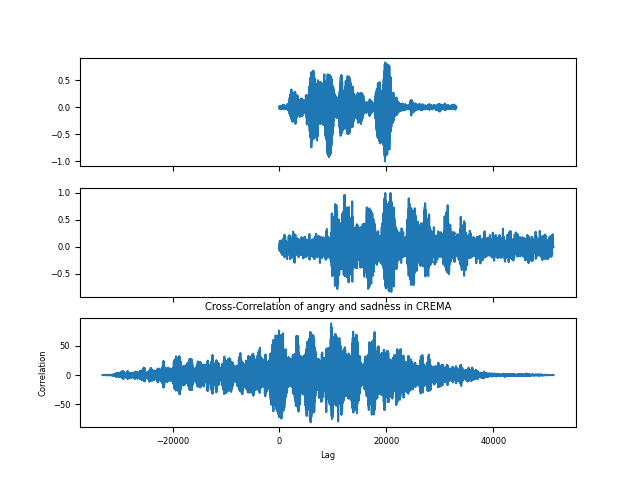 0.5
0.0
−0.5
−1.0
1.0
0.5
0.0
−0.5
Cross-Correlation of angry and sadness in CREMA
50
0
−50
Correlation
−20000 0 20000 40000
Lag